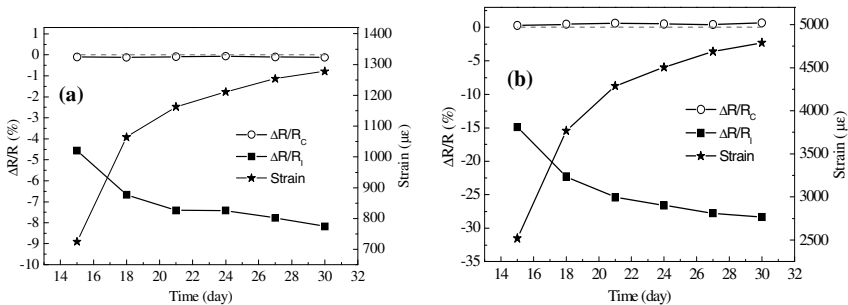 (a)
ΔR/R (%)
1
0
-1
-2
-3
-4
-5
-6
-7
-8
-9
-10
ΔR/R_C
ΔR/R_I
Strain
1400
1300
1200
1100
1000
900
800
700
Strain (με)
14 16 18 20 22 24 26 28 30 32
Time (day)
(b)
ΔR/R (%)
5
0
-5
-10
-15
-20
-25
-30
-35
ΔR/R_C
ΔR/R_I
Strain
5000
4500
4000
3500
3000
2500
Strain (με)
14 16 18 20 22 24 26 28 30 32
Time (day)